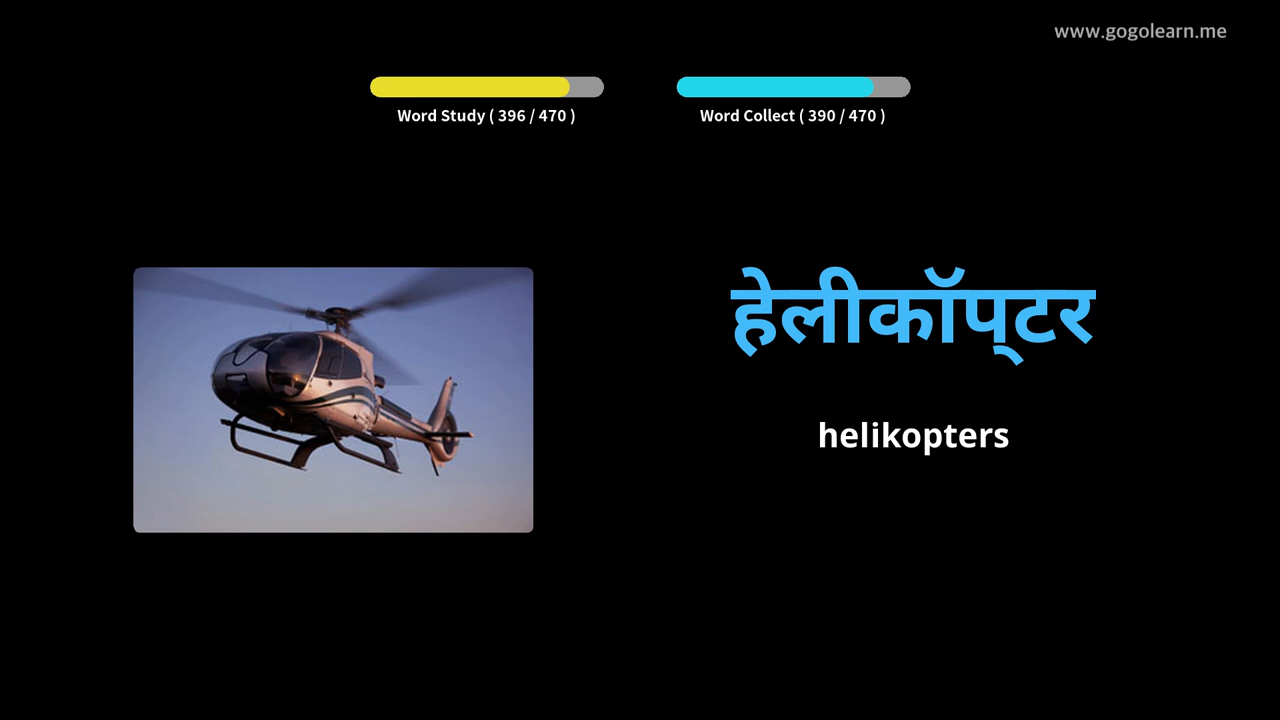 www.gogolearn.me
Word Study ( 396 / 470 )
Word Collect ( 390 / 470 )
हेलीकॉप्टर
helikopters